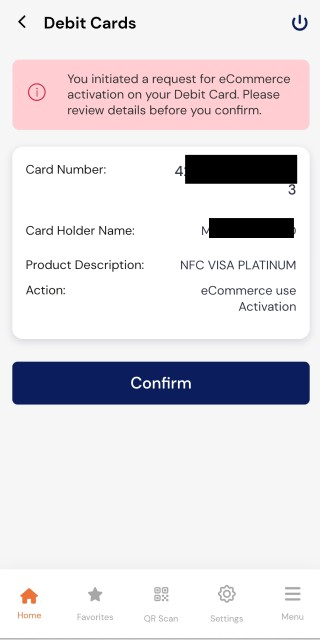 Debit Cards
You initiated a request for eCommerce
activation on your Debit Card. Please
review details before you confirm.
Card Number: 4
3
Card Holder Name: M
Product Description: NFC VISA PLATINUM
Action: eCommerce use
Activation
Confirm
Home Favorites QR Scan Settings Menu